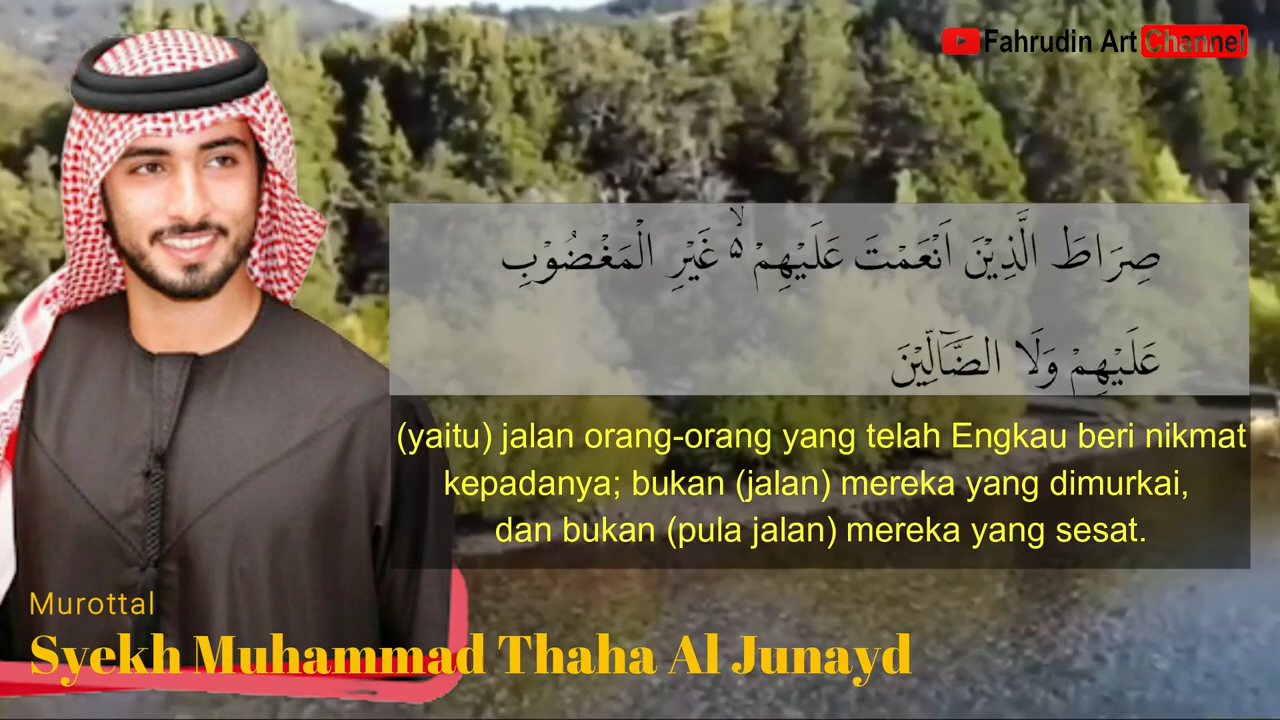 Fahrudin Art Channel
صِرَاطَ الَّذِيْنَ اَنْعَمْتَ عَلَيْهِمْ ۙ۬ غَيْرِ الْمَغْضُوْبِ
عَلَيْهِمْ وَلَا الضَّاۤلِّيْنَ
(yaitu) jalan orang-orang yang telah Engkau beri nikmat
kepadanya; bukan (jalan) mereka yang dimurkai,
dan bukan (pula jalan) mereka yang sesat.
Murottal
Syekh Muhammad Thaha Al Junayd